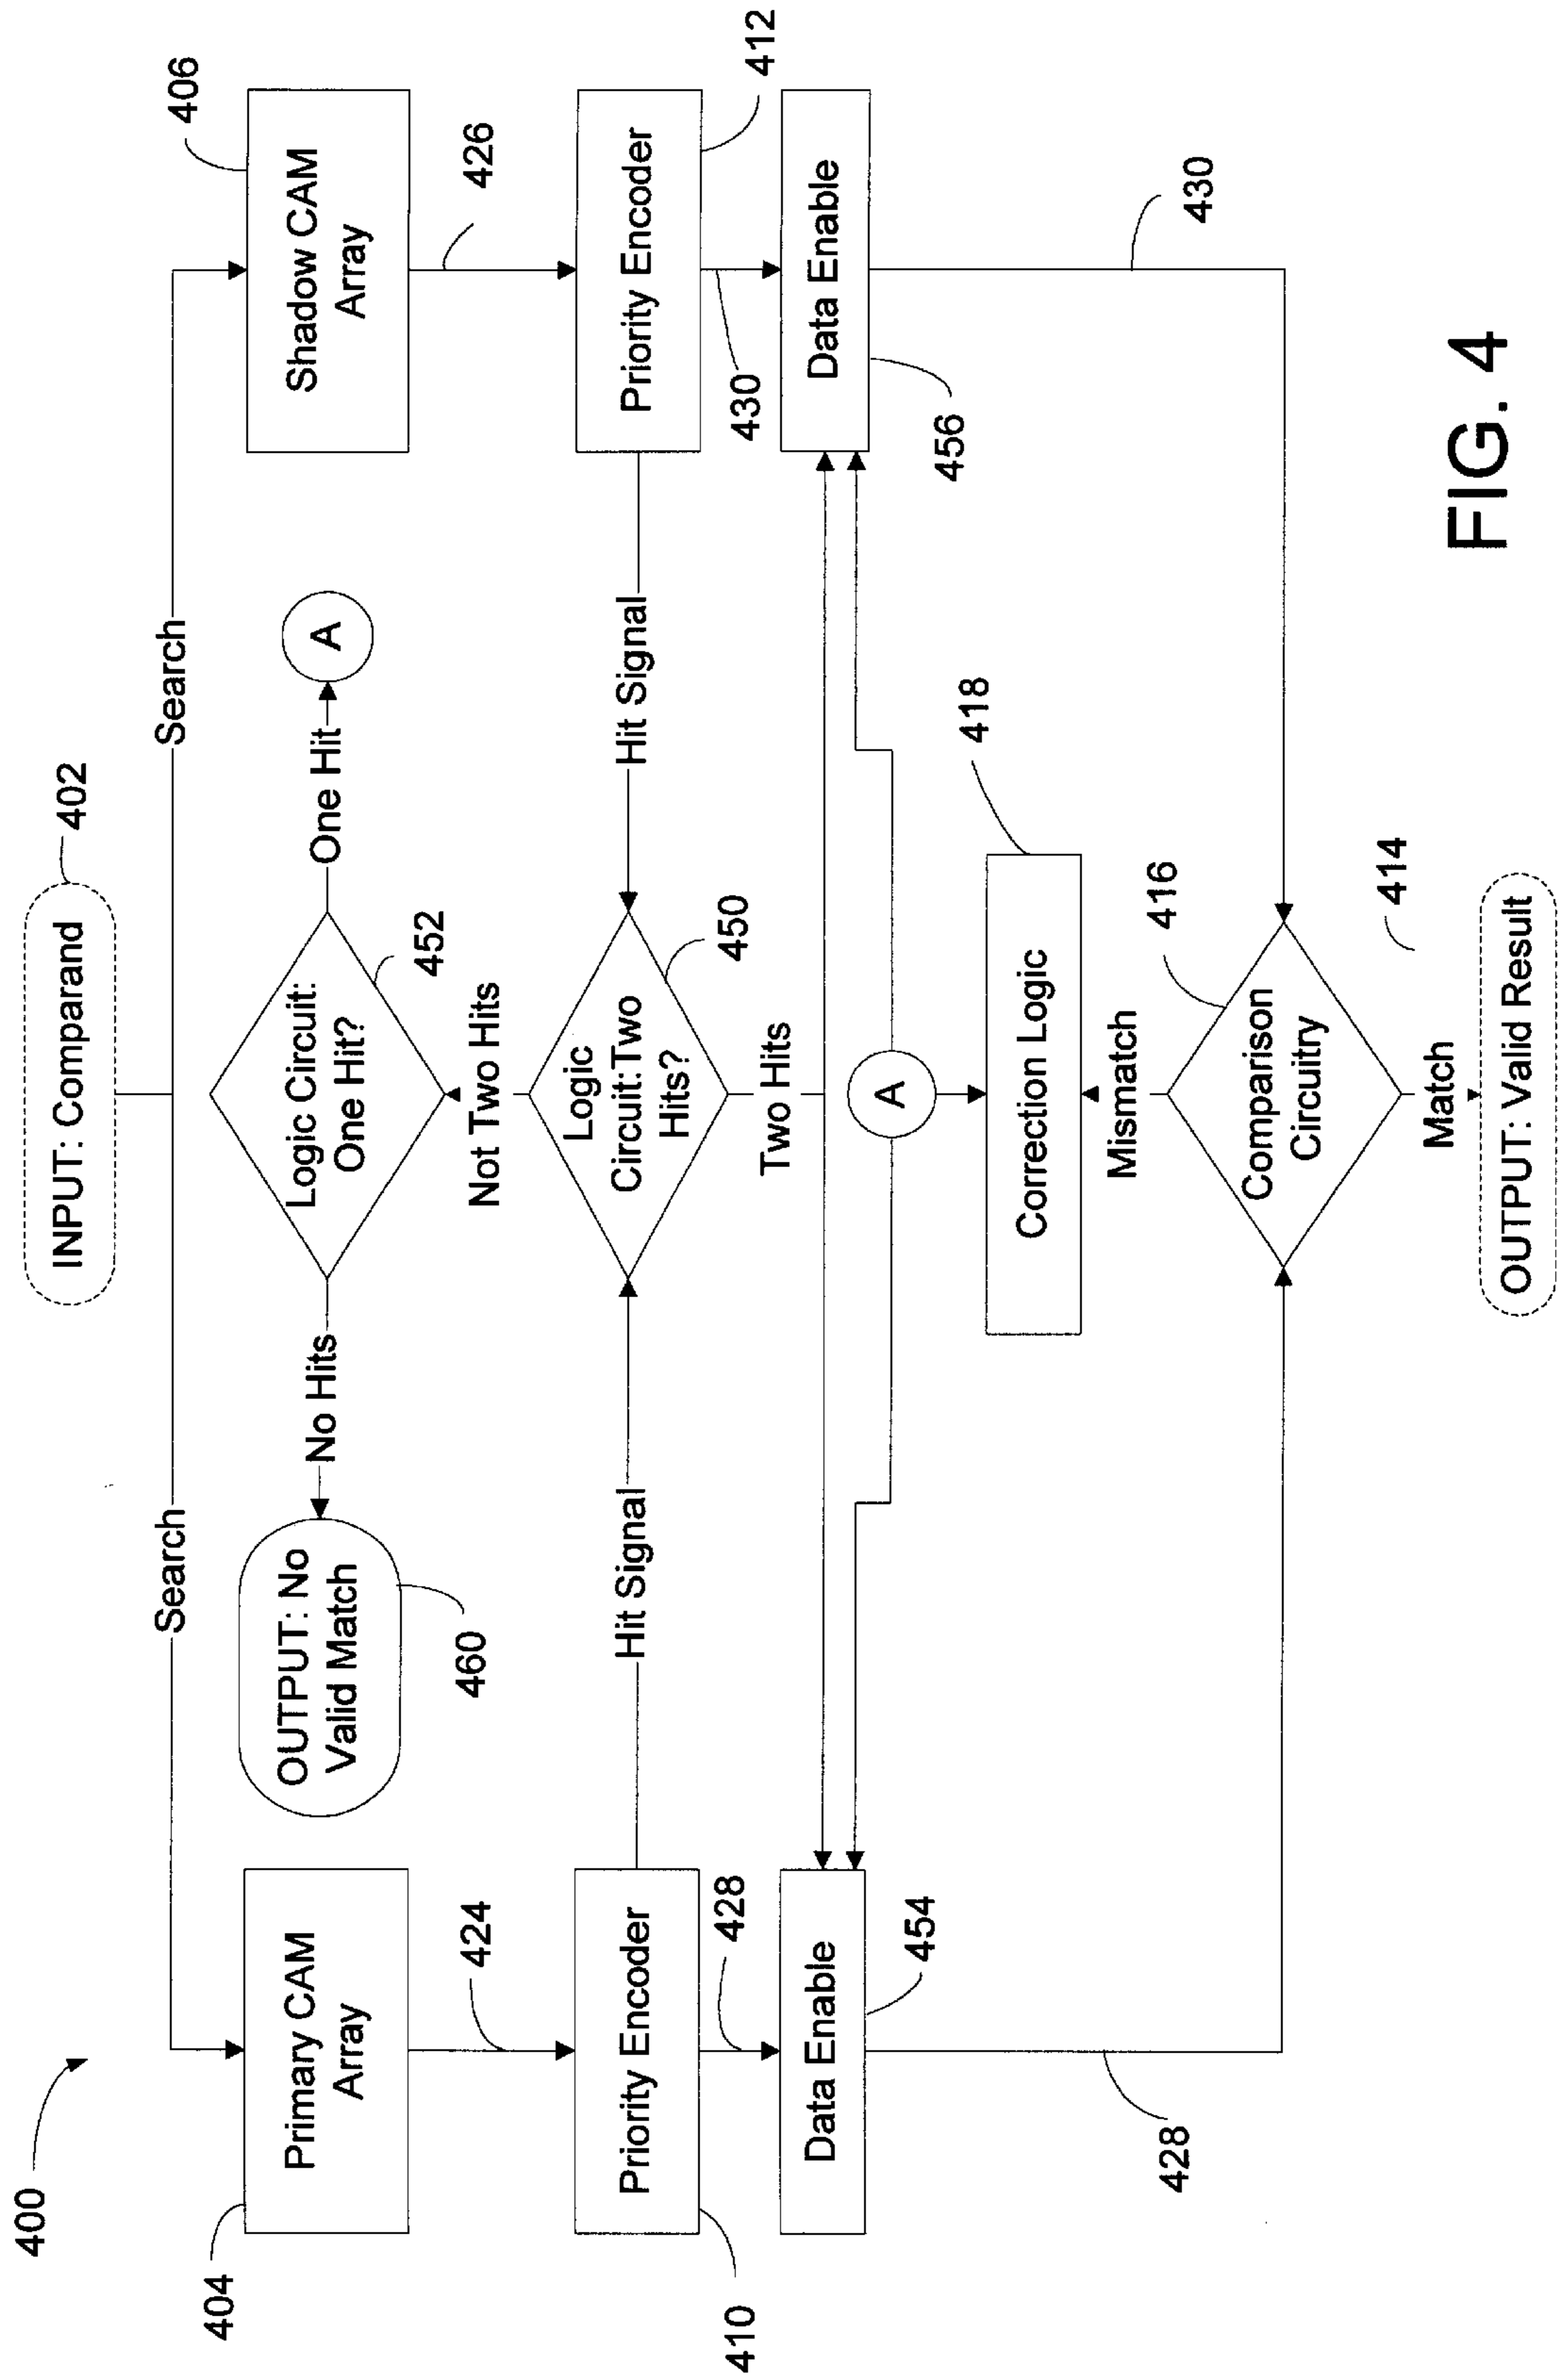 400
INPUT: Comparand
402
Search
Search
404
Primary CAM
Array
OUTPUT: No
Valid Match
460
No Hits
Logic Circuit:
One Hit?
452
One Hit
A
406
Shadow CAM
Array
424
Not Two Hits
426
410
Priority Encoder
Hit Signal
Logic
Circuit:Two
Hits?
450
Hit Signal
Priority Encoder
412
428
Two Hits
430
Data Enable
454
A
Data Enable
456
Correction Logic
418
428
Mismatch
430
Comparison
Circuitry
416
Match
414
OUTPUT: Valid Result
FIG. 4